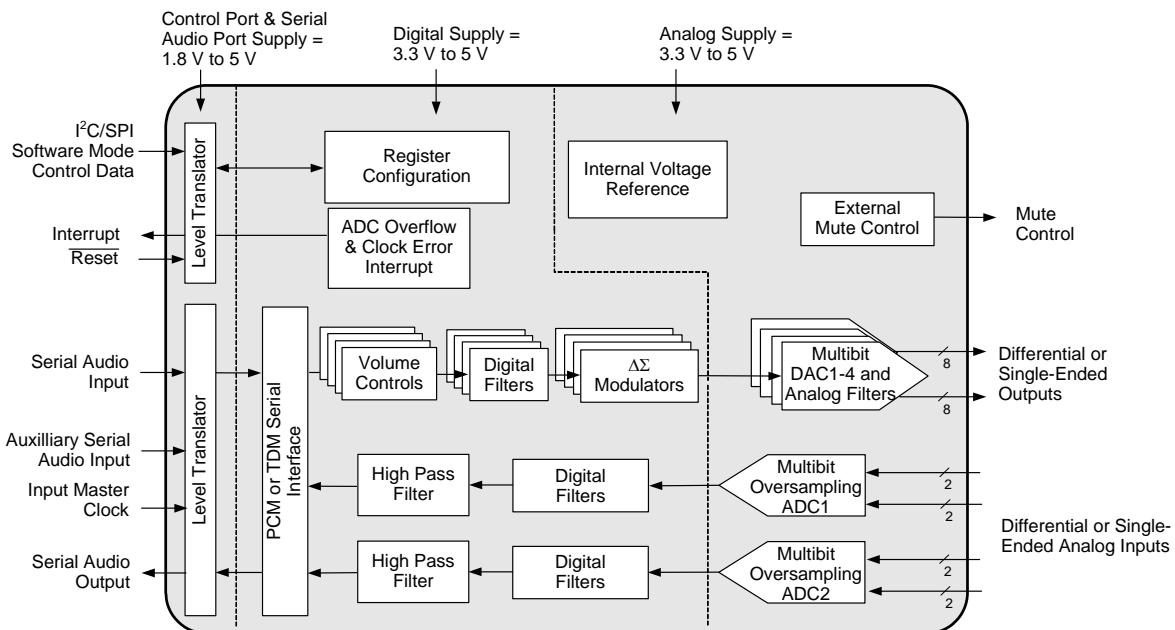 Control Port & Serial
Audio Port Supply =
1.8 V to 5 V
Digital Supply =
3.3 V to 5 V
Analog Supply =
3.3 V to 5 V
I²C/SPI
Software Mode
Control Data
Level Translator
Register
Configuration
Internal Voltage
Reference
Interrupt
Reset
ADC Overflow
& Clock Error
Interrupt
External
Mute Control
Mute
Control
Serial Audio
Input
Auxilliary Serial
Audio Input
Input Master
Clock
Serial Audio
Output
Level Translator
PCM or TDM Serial
Interface
Volume
Controls
Digital
Filters
ΔΣ
Modulators
Multibit
DAC1-4 and
Analog Filters
8
8
Differential or
Single-Ended
Outputs
High Pass
Filter
Digital
Filters
Multibit
Oversampling
ADC1
2
2
High Pass
Filter
Digital
Filters
Multibit
Oversampling
ADC2
2
2
Differential or Single-
Ended Analog Inputs